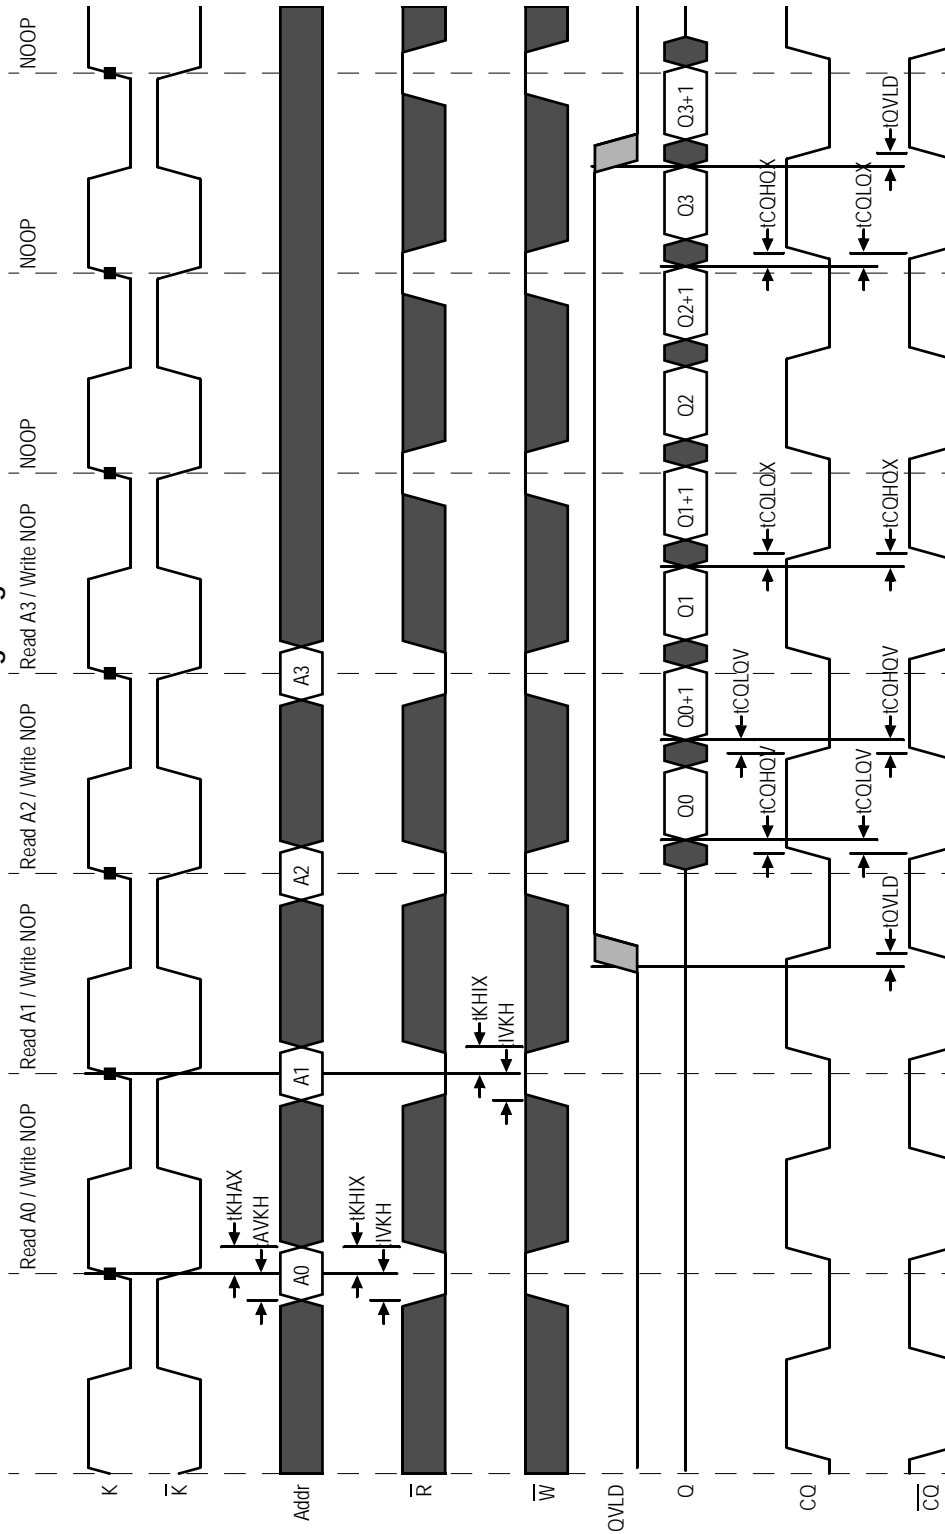 Read A0 / Write NOP
Read A1 / Write NOP
Read A2 / Write NOP
Read A3 / Write NOP
NOOP
NOOP
NOOP
K
K̅
tKHAX
tAVKH
Addr
A0
A1
A2
A3
tKHIX
tIVKH
R̅
tKHIX
tIVKH
W̅
QVLD
Q
Q0
Q0+1
Q1
Q1+1
Q2
Q2+1
Q3
Q3+1
tCQLQV
tCQHQV
tCQLQX
tCQHQX
CQ
tCQLQV
tCQLQX
tQVLD
tCQHQV
tCQHQX
tQVLD
C̅Q̅